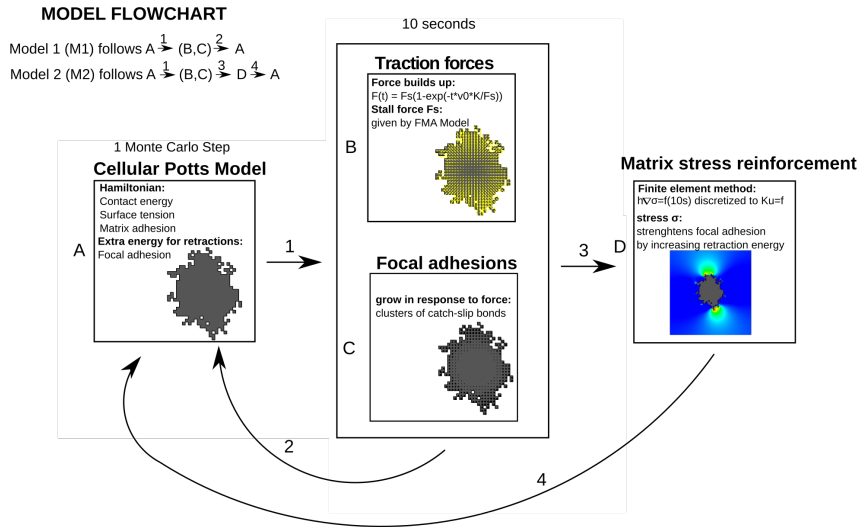 MODEL FLOWCHART
Model 1 (M1) follows A 1→ (B,C) 2→ A
Model 2 (M2) follows A 1→ (B,C) 3→ D 4→ A
10 seconds
Traction forces
Force builds up:
F(t) = Fs(1-exp(-t*v0*K/Fs))
Stall force Fs:
given by FMA Model
B
1 Monte Carlo Step
Cellular Potts Model
Hamiltonian:
Contact energy
Surface tension
Matrix adhesion
Extra energy for retractions:
Focal adhesion
A
1
Focal adhesions
grow in response to force:
clusters of catch-slip bonds
C
3
Matrix stress reinforcement
Finite element method:
h∇σ=f(10s) discretized to Ku=f
stress σ:
strenghtens focal adhesion
by increasing retraction energy
D
2
4